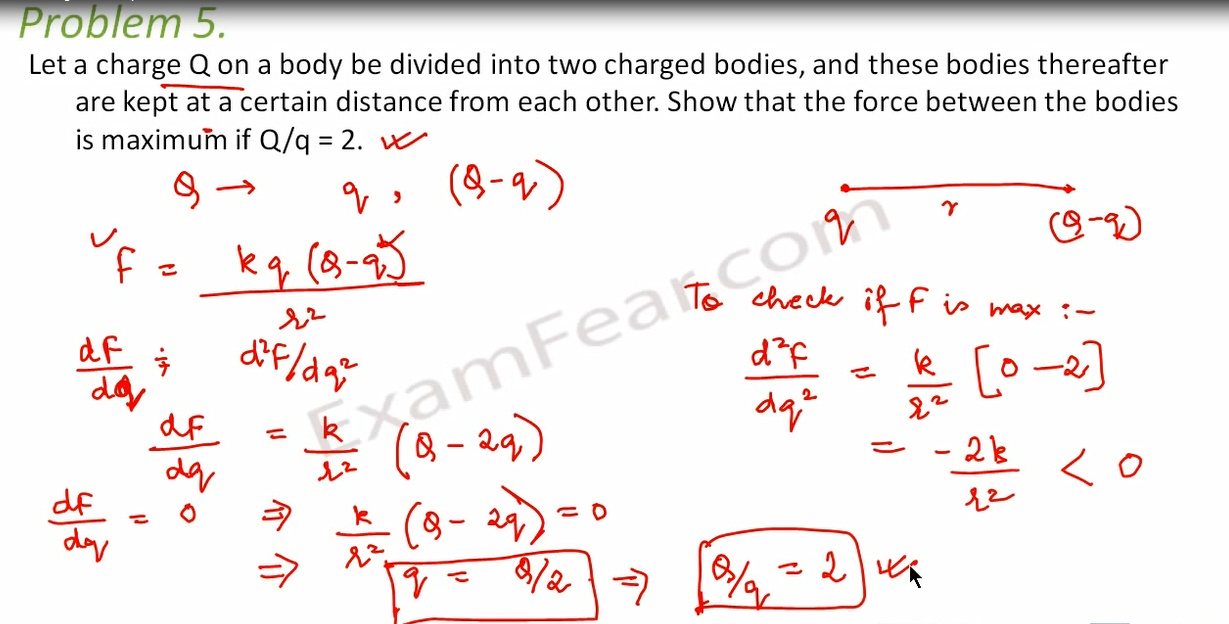 Problem 5.
Let a charge Q on a body be divided into two charged bodies, and these bodies thereafter
are kept at a certain distance from each other. Show that the force between the bodies
is maximum if Q/q = 2.
Q → q, (Q-q)
q r (Q-q)
F = kq(Q-q)/r²
dF/dq ; d²F/dq²
dF/dq = k/r² (Q - 2q)
dF/dq = 0 ⇒ k/r² (Q - 2q) = 0
⇒ q = Q/2 ⇒ Q/q = 2
To check if F is max :-
d²F/dq² = k/r² [0 - 2]
= -2k/r² < 0
ExamFear.com